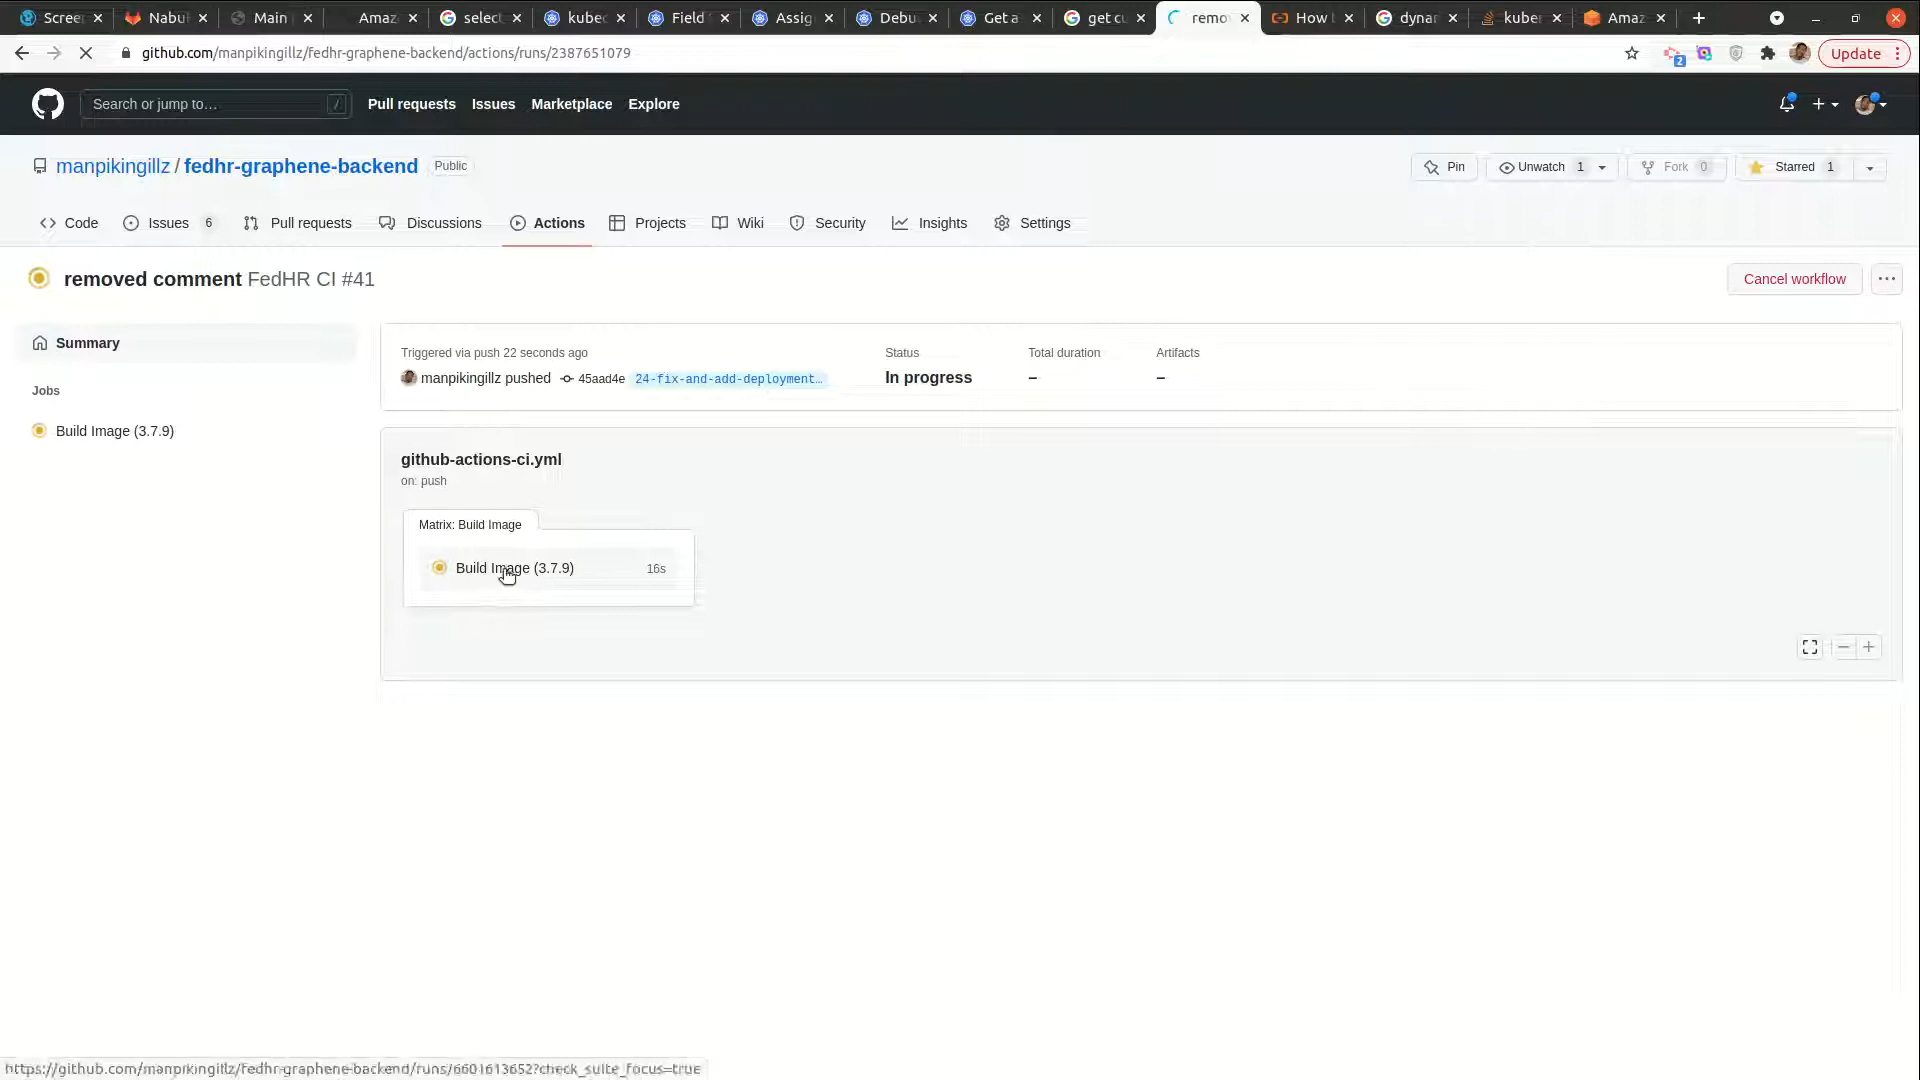 Scree
Nabu
Main
Amaz
selec
kube
Field
Assig
Debu
Get a
get cu
remo
How
dynar
kuber
Amaz
github.com/manpikingillz/fedhr-graphene-backend/actions/runs/2387651079
2
Update
Search or jump to…
/
Pull requests
Issues
Marketplace
Explore
manpikingillz / fedhr-graphene-backend
Public
Pin
Unwatch 1
Fork 0
Starred 1
Code
Issues 6
Pull requests
Discussions
Actions
Projects
Wiki
Security
Insights
Settings
removed comment FedHR CI #41
Cancel workflow
Summary
Jobs
Build Image (3.7.9)
Triggered via push 22 seconds ago
manpikingillz pushed 45aad4e 24-fix-and-add-deployment…
Status
In progress
Total duration
–
Artifacts
–
github-actions-ci.yml
on: push
Matrix: Build Image
Build Image (3.7.9)
16s
https://github.com/manpikingillz/fedhr-graphene-backend/runs/6601613652?check_suite_focus=true